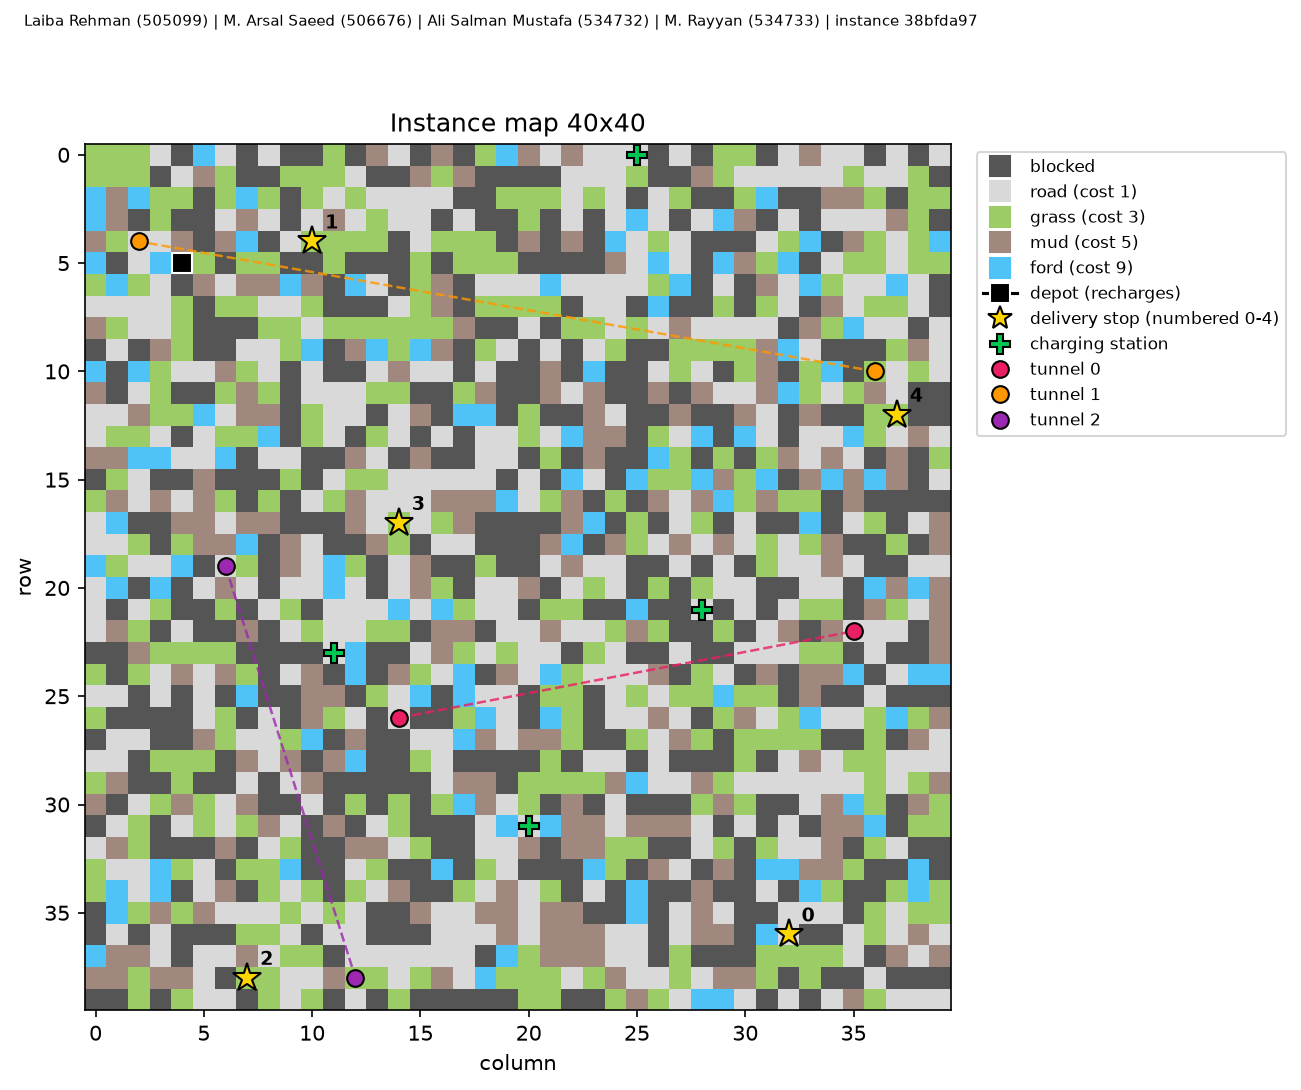 Laiba Rehman (505099) | M. Arsal Saeed (506676) | Ali Salman Mustafa (534732) | M. Rayyan (534733) | instance 38bfda97
Instance map 40x40
blocked
road (cost 1)
grass (cost 3)
mud (cost 5)
ford (cost 9)
depot (recharges)
delivery stop (numbered 0-4)
charging station
tunnel 0
tunnel 1
tunnel 2
0
5
10
15
20
25
30
35
row
1
4
3
0
2
0 5 10 15 20 25 30 35
column